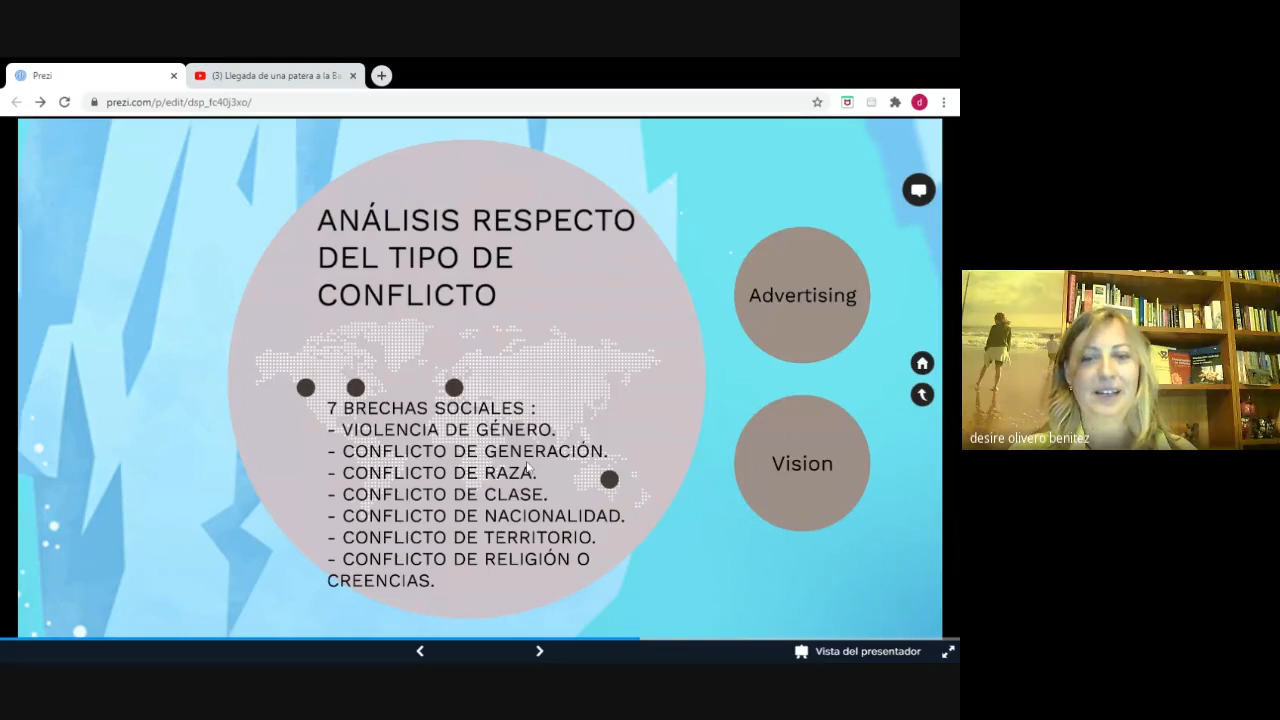 Prezi
(3) Llegada de una patera a la Ba
prezi.com/p/edit/dsp_fc40j3xo/
d
ANÁLISIS RESPECTO
DEL TIPO DE
CONFLICTO
7 BRECHAS SOCIALES :
- VIOLENCIA DE GÉNERO.
- CONFLICTO DE GENERACIÓN.
- CONFLICTO DE RAZA.
- CONFLICTO DE CLASE.
- CONFLICTO DE NACIONALIDAD.
- CONFLICTO DE TERRITORIO.
- CONFLICTO DE RELIGIÓN O
CREENCIAS.
Advertising
Vision
desire olivero benitez
Vista del presentador